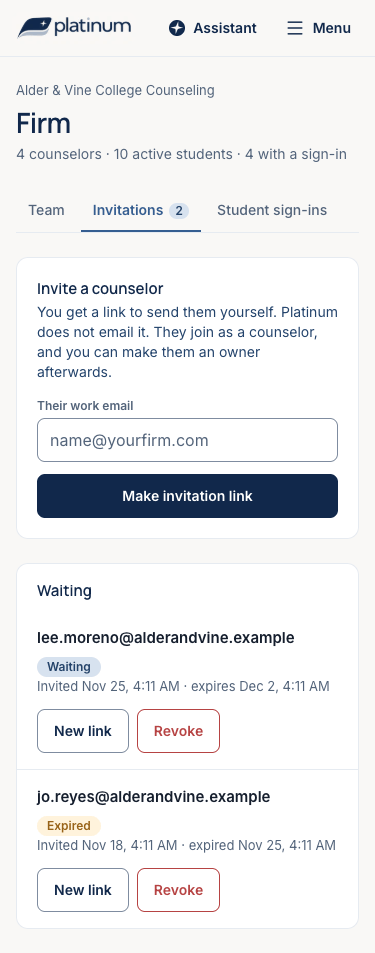 platinum
Assistant
Menu
Alder & Vine College Counseling
Firm
4 counselors · 10 active students · 4 with a sign-in
Team
Invitations 2
Student sign-ins
Invite a counselor
You get a link to send them yourself. Platinum
does not email it. They join as a counselor,
and you can make them an owner
afterwards.
Their work email
name@yourfirm.com
Make invitation link
Waiting
lee.moreno@alderandvine.example
Waiting
Invited Nov 25, 4:11 AM · expires Dec 2, 4:11 AM
New link
Revoke
jo.reyes@alderandvine.example
Expired
Invited Nov 18, 4:11 AM · expired Nov 25, 4:11 AM
New link
Revoke